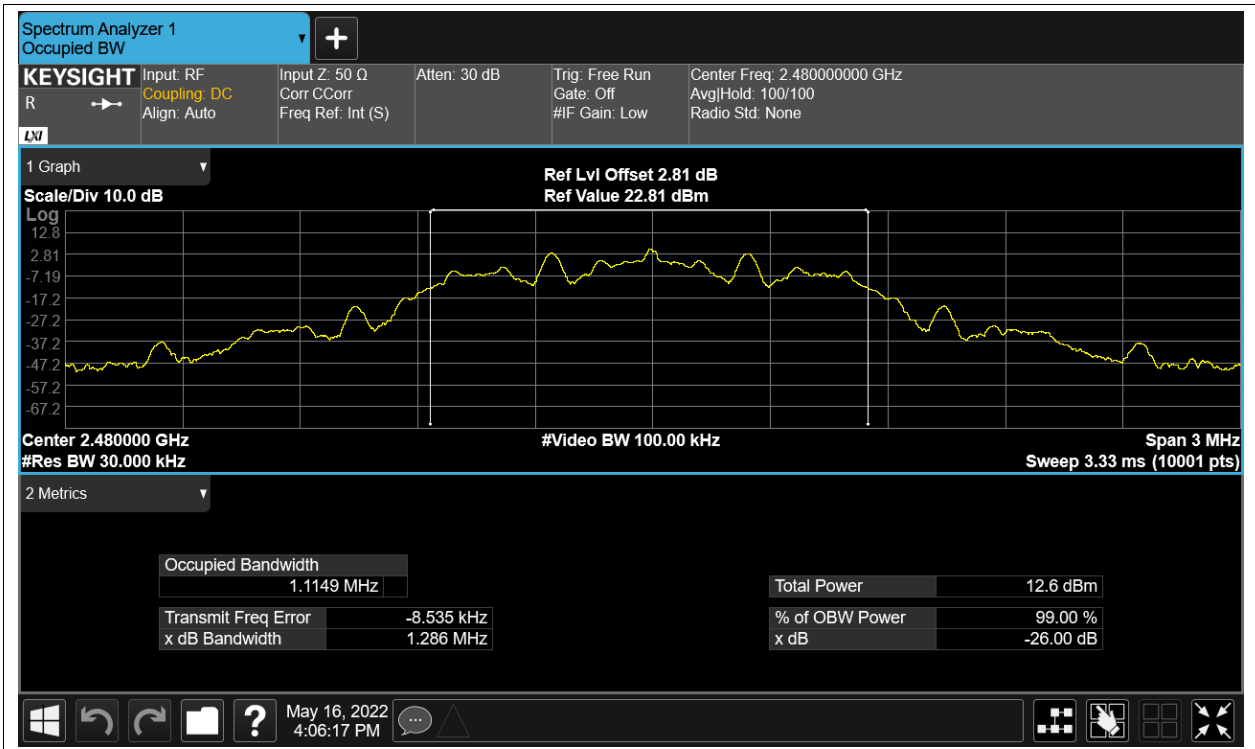 Spectrum Analyzer 1
Occupied BW
KEYSIGHT
R
LXI
Input: RF
Coupling: DC
Align: Auto
Input Z: 50 Ω
Corr CCorr
Freq Ref: Int (S)
Atten: 30 dB
Trig: Free Run
Gate: Off
#IF Gain: Low
Center Freq: 2.480000000 GHz
Avg|Hold: 100/100
Radio Std: None
1 Graph
Scale/Div 10.0 dB
Ref Lvl Offset 2.81 dB
Ref Value 22.81 dBm
Log
12.8
2.81
-7.19
-17.2
-27.2
-37.2
-47.2
-57.2
-67.2
Center 2.480000 GHz
#Video BW 100.00 kHz
Span 3 MHz
#Res BW 30.000 kHz
Sweep 3.33 ms (10001 pts)
2 Metrics
Occupied Bandwidth
1.1149 MHz
Total Power 12.6 dBm
Transmit Freq Error -8.535 kHz
% of OBW Power 99.00 %
x dB Bandwidth 1.286 MHz
x dB -26.00 dB
?
May 16, 2022
4:06:17 PM